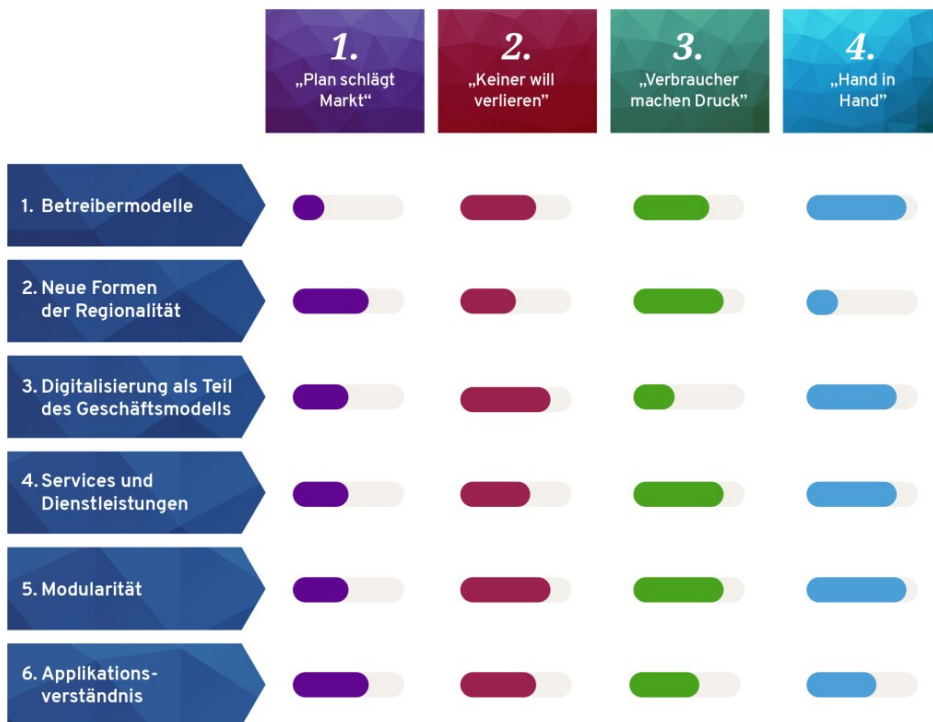 1.
„Plan schlägt
Markt“
2.
„Keiner will
verlieren”
3.
„Verbraucher
machen Druck”
4.
„Hand in
Hand”
1. Betreibermodelle
2. Neue Formen
der Regionalität
3. Digitalisierung als Teil
des Geschäftsmodells
4. Services und
Dienstleistungen
5. Modularität
6. Applikations-
verständnis